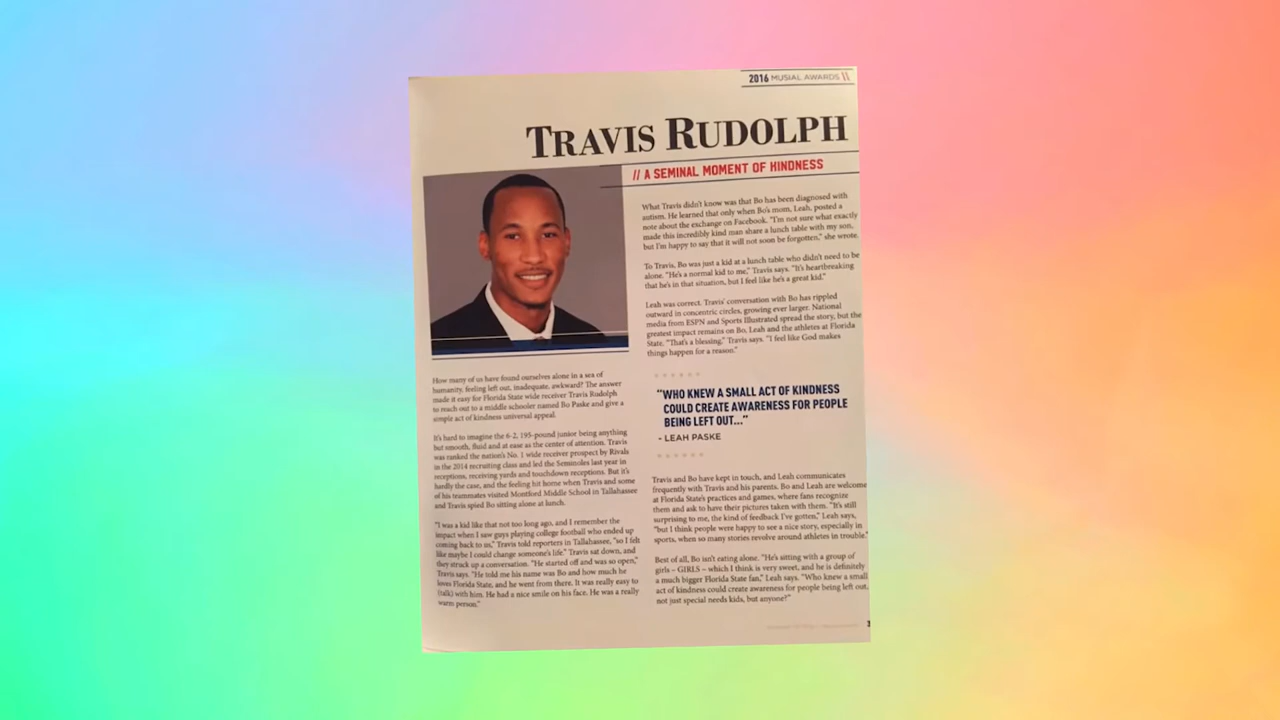 2016 MUSIAL AWARDS //
TRAVIS RUDOLPH
// A SEMINAL MOMENT OF KINDNESS
How many of us have found ourselves alone in a sea of
humanity, feeling left out, inadequate, awkward? The answer
made it easy for Florida State wide receiver Travis Rudolph
to reach out to a middle schooler named Bo Paske and give a
simple act of kindness universal appeal.
It's hard to imagine the 6-2, 195-pound junior being anything
but smooth, fluid and at ease as the center of attention. Travis
was ranked the nation's No. 1 wide receiver prospect by Rivals
in the 2014 recruiting class and led the Seminoles last year in
receptions, receiving yards and touchdown receptions. But it's
hardly the case, and the feeling hit home when Travis and some
of his teammates visited Montford Middle School in Tallahassee
and Travis spied Bo sitting alone at lunch.
"I was a kid like that not too long ago, and I remember the
impact when I saw guys playing college football who ended up
coming back to us," Travis told reporters in Tallahassee, "so I felt
like maybe I could change someone's life." Travis sat down, and
they struck up a conversation. "He started off and was so open,"
Travis says. "He told me his name was Bo and how much he
loves Florida State, and he went from there. It was really easy to
(talk) with him. He had a nice smile on his face. He was a really
warm person."
What Travis didn't know was that Bo has been diagnosed with
autism. He learned that only when Bo's mom, Leah, posted a
note about the exchange on Facebook. "I'm not sure what exactly
made this incredibly kind man share a lunch table with my son,
but I'm happy to say that it will not soon be forgotten," she wrote.
To Travis, Bo was just a kid at a lunch table who didn't need to be
alone. "He's a normal kid to me," Travis says. "It's heartbreaking
that he's in that situation, but I feel like he's a great kid."
Leah was correct. Travis' conversation with Bo has rippled
outward in concentric circles, growing ever larger. National
media from ESPN and Sports Illustrated spread the story, but the
greatest impact remains on Bo, Leah and the athletes at Florida
State. "That's a blessing," Travis says. "I feel like God makes
things happen for a reason."
"WHO KNEW A SMALL ACT OF KINDNESS
COULD CREATE AWARENESS FOR PEOPLE
BEING LEFT OUT..."
- LEAH PASKE
Travis and Bo have kept in touch, and Leah communicates
frequently with Travis and his parents. Bo and Leah are welcome
at Florida State's practices and games, where fans recognize
them and ask to have their pictures taken with them. "It's still
surprising to me, the kind of feedback I've gotten," Leah says,
"but I think people were happy to see a nice story, especially in
sports, when so many stories revolve around athletes in trouble."
Best of all, Bo isn't eating alone. "He's sitting with a group of
girls – GIRLS – which I think is very sweet, and he is definitely
a much bigger Florida State fan," Leah says. "Who knew a small
act of kindness could create awareness for people being left out,
not just special needs kids, but anyone?"